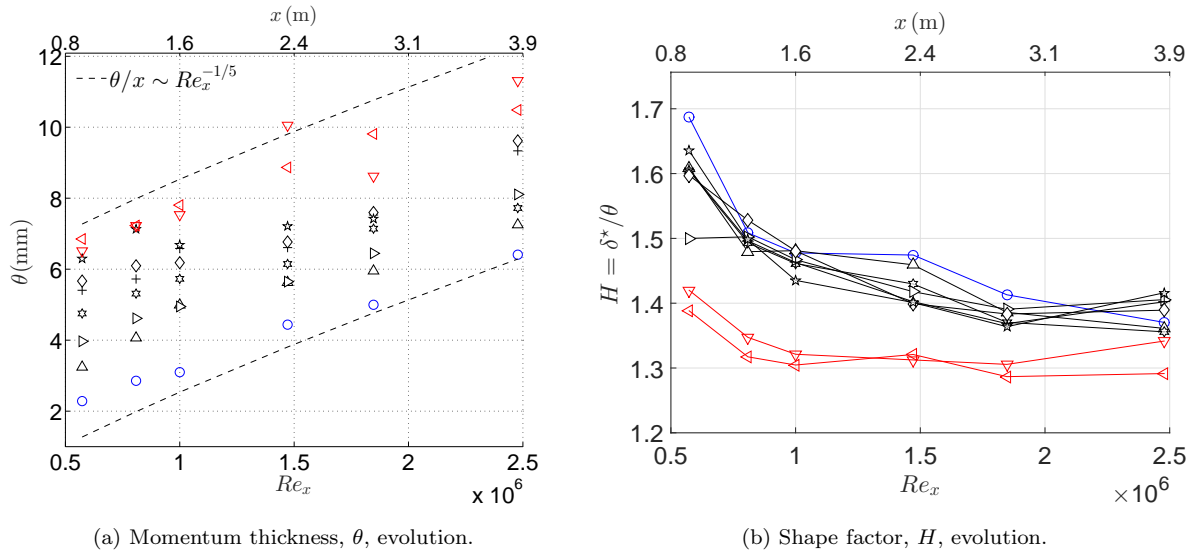 x (m)
0.8 1.6 2.4 3.1 3.9
12
10
8
6
4
2
θ/x ∼ Re_x^{-1/5}
θ(mm)
0.5 1 1.5 2 2.5
Re_x
x 10^6
(a) Momentum thickness, θ, evolution.
x (m)
0.8 1.6 2.4 3.1 3.9
1.7
1.6
1.5
1.4
1.3
1.2
H = δ*/θ
0.5 1 1.5 2 2.5
Re_x
×10^6
(b) Shape factor, H, evolution.